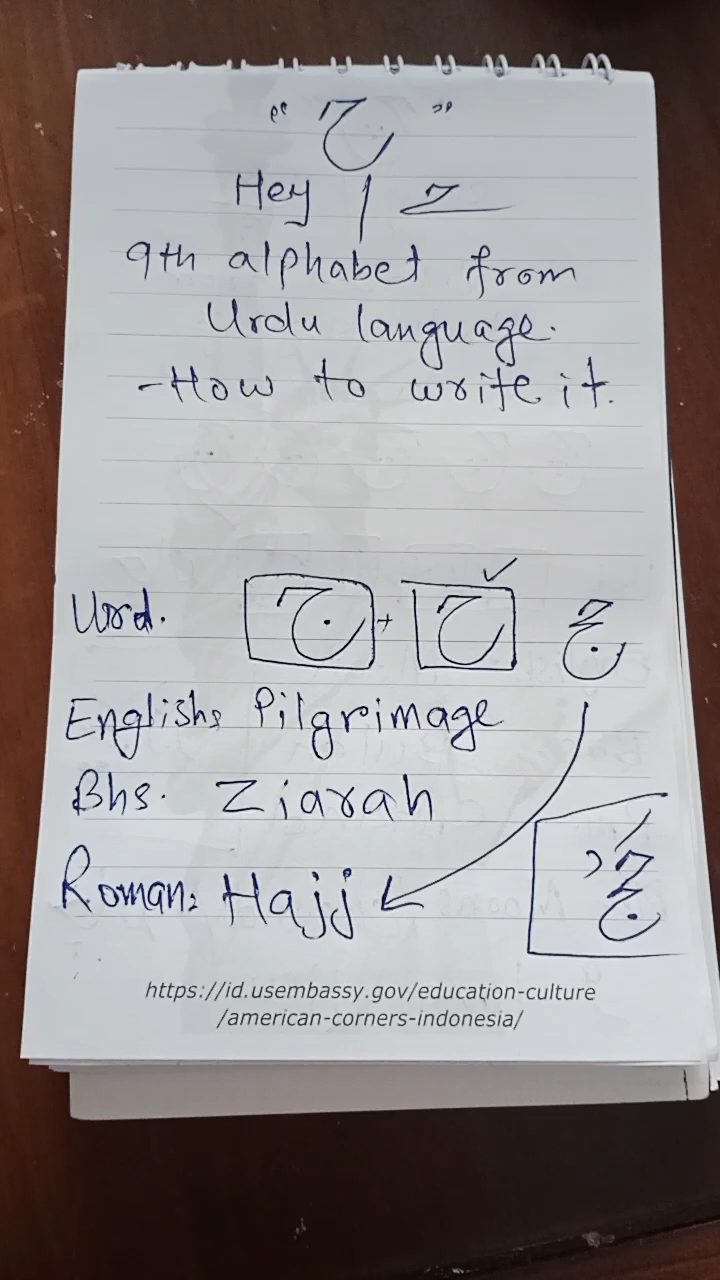 “ ح ”
Hey / حـ
9th alphabet from
Urdu language.
-How to write it.
Urd. ج + ح ✓ حج
English: Pilgrimage
Bhs. Ziarah
Roman: Hajj
https://id.usembassy.gov/education-culture
/american-corners-indonesia/